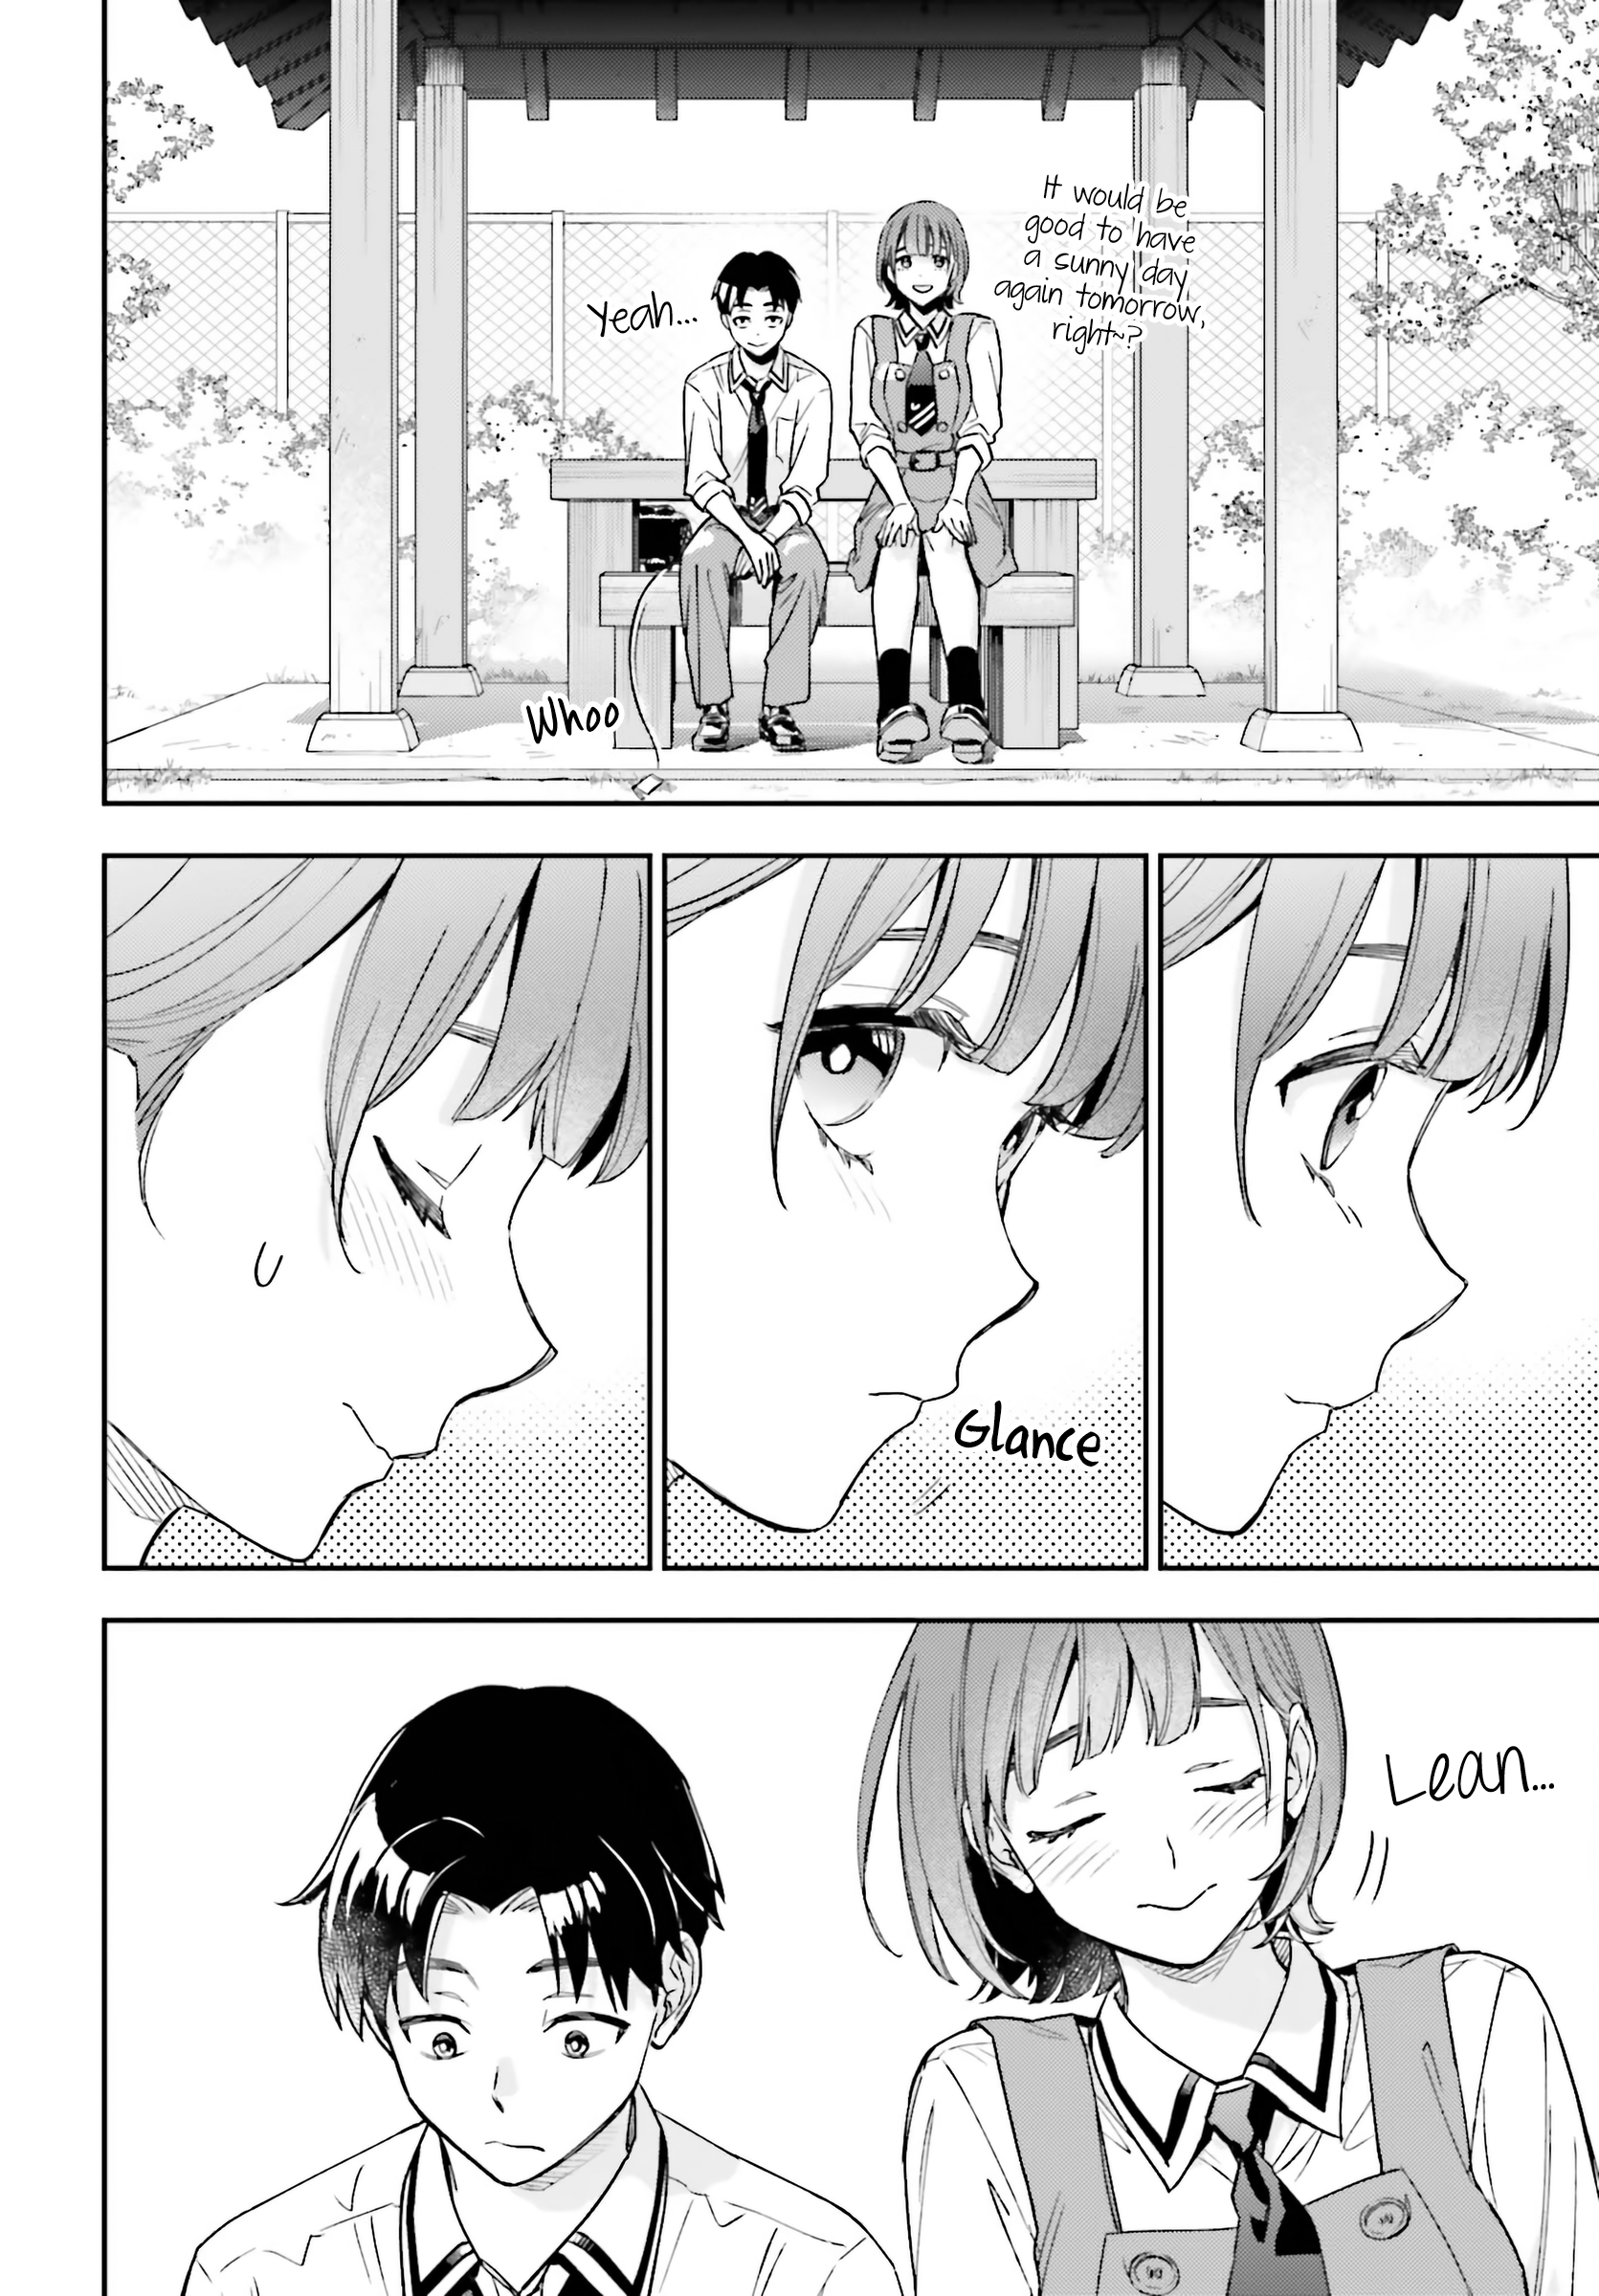 It would be
good to have
a sunny day
again tomorrow,
right~?
Yeah...
Whoo
Glance
Lean...